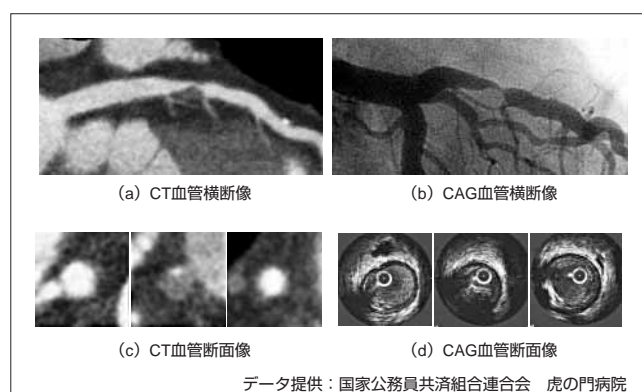 (a) CT血管横断像
(b) CAG血管横断像
(c) CT血管断面像
(d) CAG血管断面像
データ提供：国家公務員共済組合連合会　虎の門病院